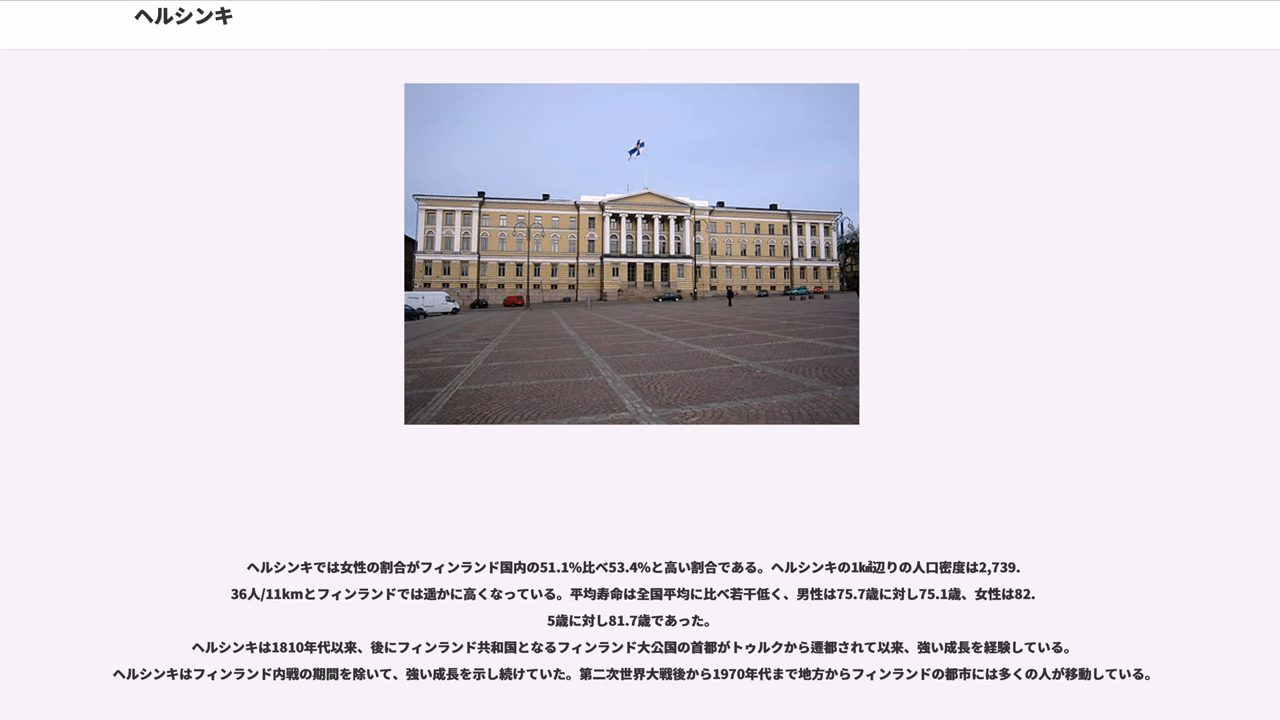 ヘルシンキ
ヘルシンキでは女性の割合がフィンランド国内の51.1%比べ53.4%と高い割合である。ヘルシンキの1㎢辺りの人口密度は2,739.
36人/11kmとフィンランドでは遥かに高くなっている。平均寿命は全国平均に比べ若干低く、男性は75.7歳に対し75.1歳、女性は82.
5歳に対し81.7歳であった。
ヘルシンキは1810年代以来、後にフィンランド共和国となるフィンランド大公国の首都がトゥルクから遷都されて以来、強い成長を経験している。
ヘルシンキはフィンランド内戦の期間を除いて、強い成長を示し続けていた。第二次世界大戦後から1970年代まで地方からフィンランドの都市には多くの人が移動している。